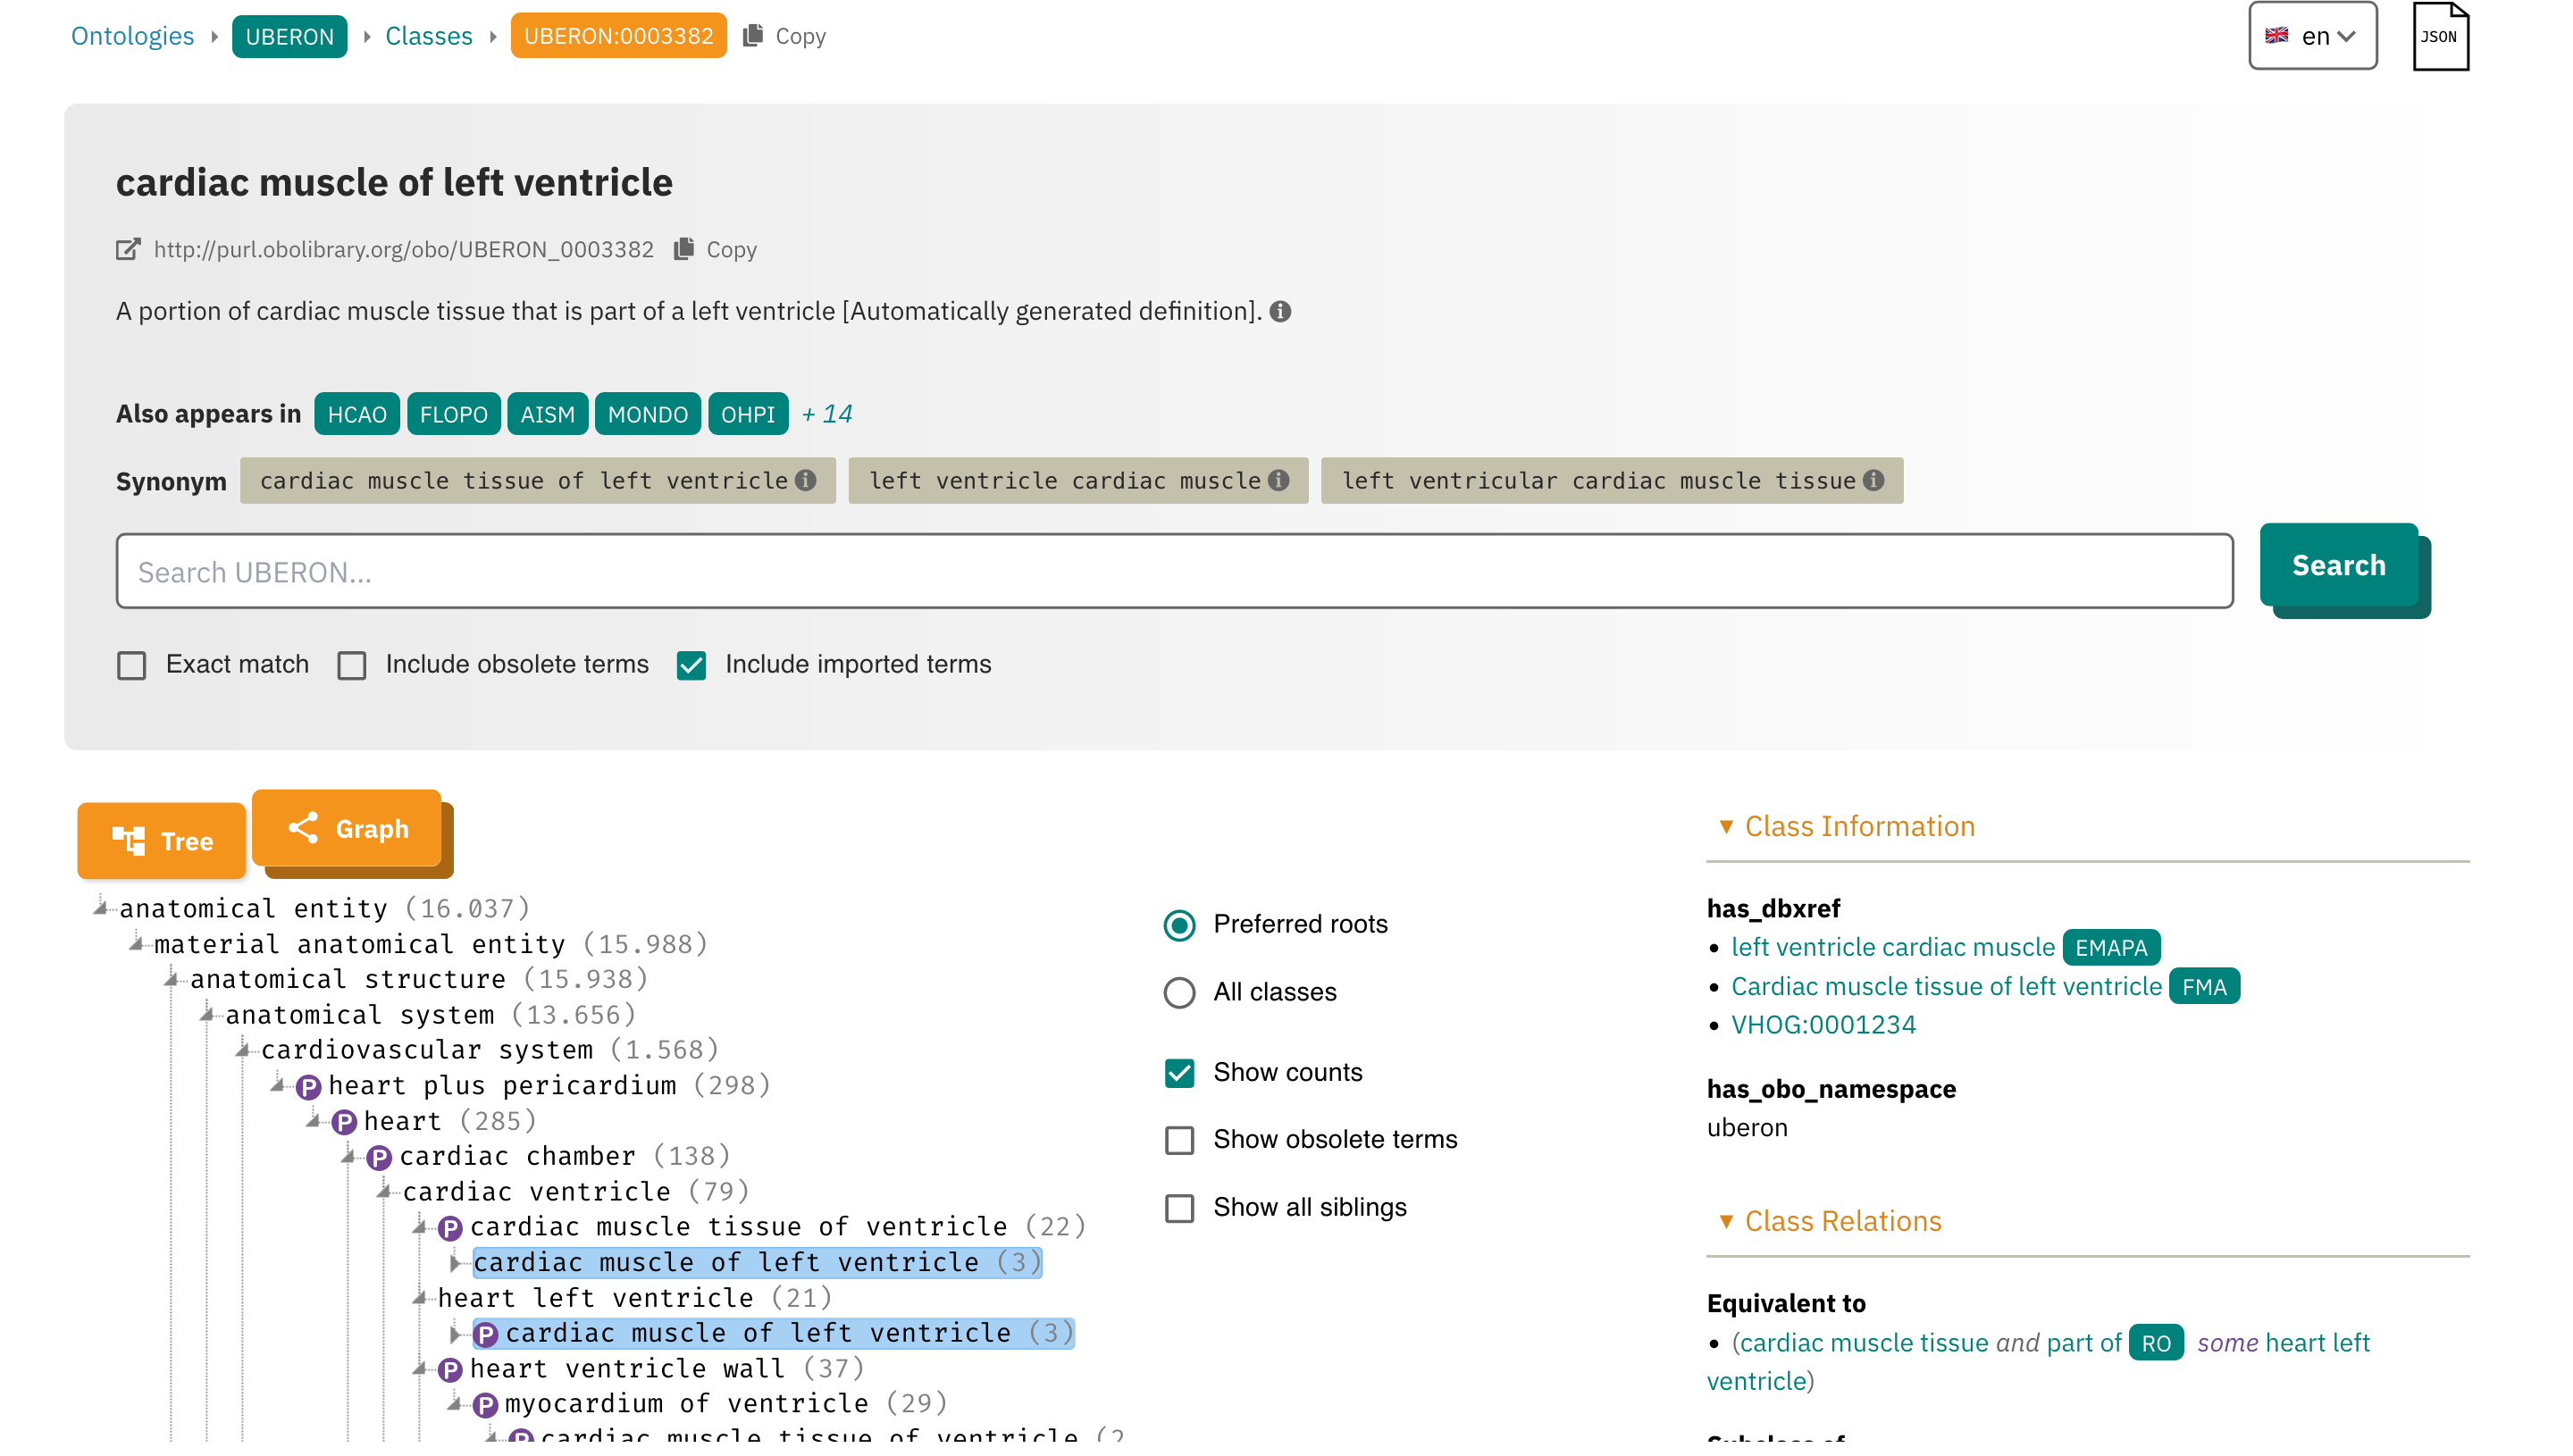 Ontologies UBERON Classes UBERON:0003382 Copy en JSON
cardiac muscle of left ventricle
http://purl.obolibrary.org/obo/UBERON_0003382 Copy
A portion of cardiac muscle tissue that is part of a left ventricle [Automatically generated definition].
Also appears in HCAO FLOPO AISM MONDO OHPI + 14
Synonym cardiac muscle tissue of left ventricle left ventricle cardiac muscle left ventricular cardiac muscle tissue
Search UBERON... Search
Exact match Include obsolete terms Include imported terms
Tree Graph
anatomical entity (16.037)
material anatomical entity (15.988)
anatomical structure (15.938)
anatomical system (13.656)
cardiovascular system (1.568)
P heart plus pericardium (298)
P heart (285)
P cardiac chamber (138)
cardiac ventricle (79)
P cardiac muscle tissue of ventricle (22)
cardiac muscle of left ventricle (3)
heart left ventricle (21)
P cardiac muscle of left ventricle (3)
P heart ventricle wall (37)
P myocardium of ventricle (29)
P cardiac muscle tissue of ventricle (2
Preferred roots
All classes
Show counts
Show obsolete terms
Show all siblings
▼ Class Information
has_dbxref
• left ventricle cardiac muscle EMAPA
• Cardiac muscle tissue of left ventricle FMA
• VHOG:0001234
has_obo_namespace
uberon
▼ Class Relations
Equivalent to
• (cardiac muscle tissue and part of RO some heart left
ventricle)
Subclass of